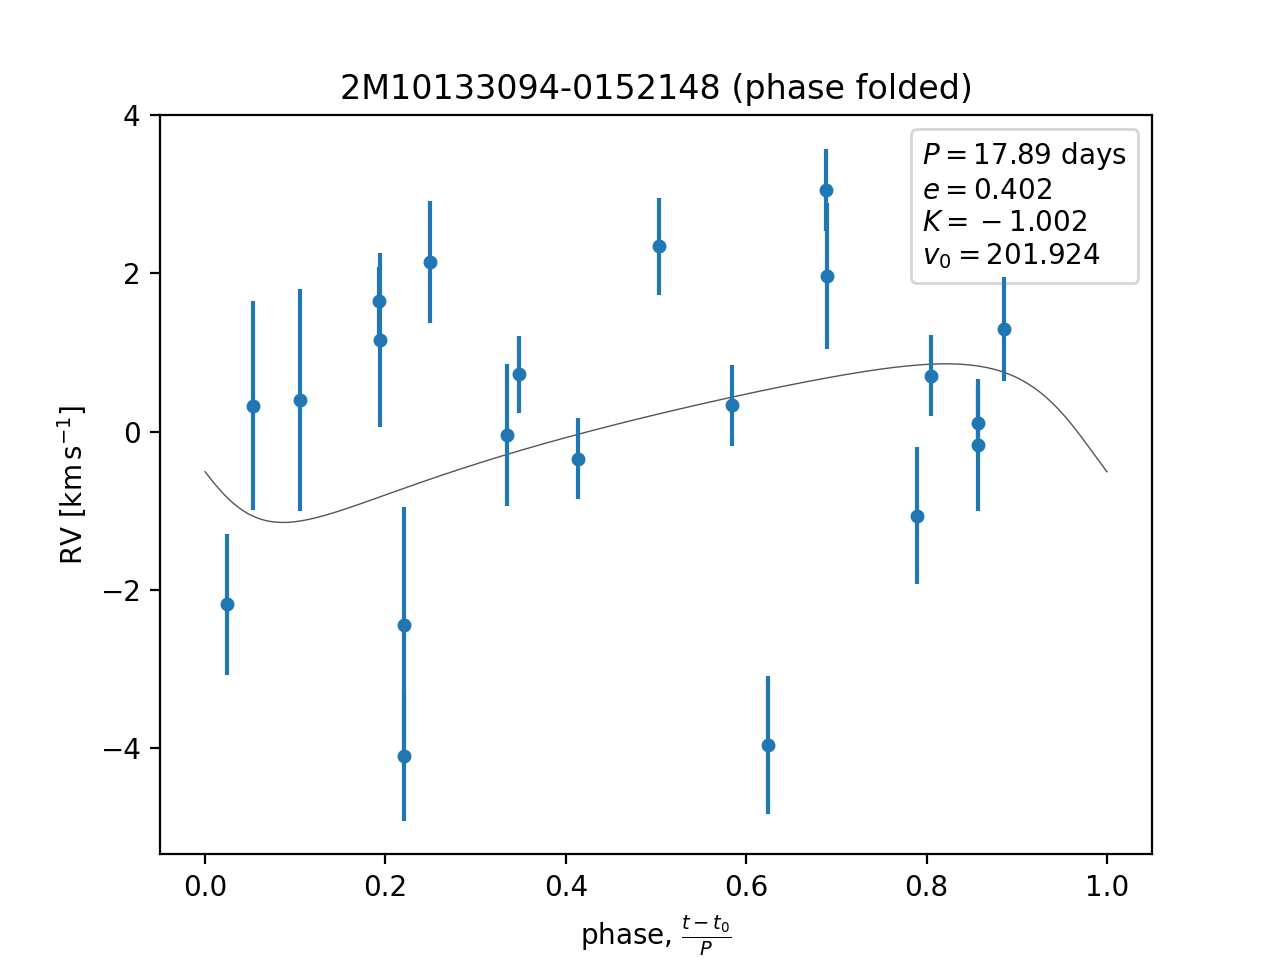 2M10133094-0152148 (phase folded)
P = 17.89 days
e = 0.402
K = −1.002
v₀ = 201.924
RV [km s⁻¹]
4
2
0
−2
−4
0.0 0.2 0.4 0.6 0.8 1.0
phase, (t − t₀)/P